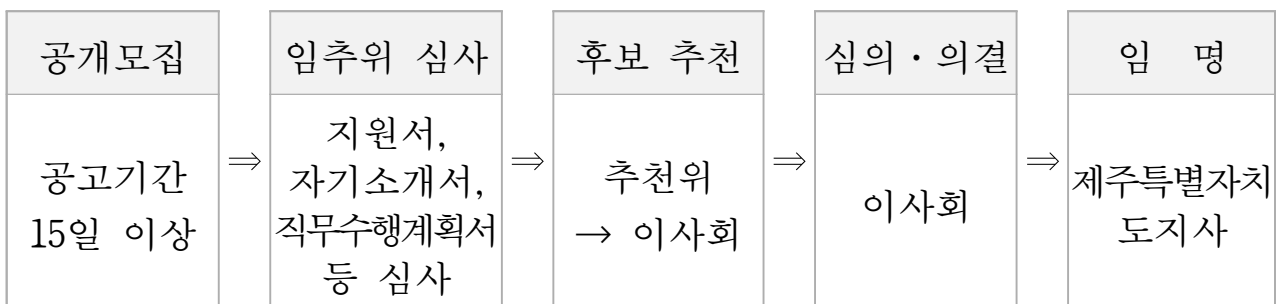 공개모집
공고기간
15일 이상
⇒
임추위 심사
지원서,
자기소개서,
직무수행계획서
등 심사
⇒
후보 추천
추천위
→ 이사회
⇒
심의·의결
이사회
⇒
임 명
제주특별자치
도지사